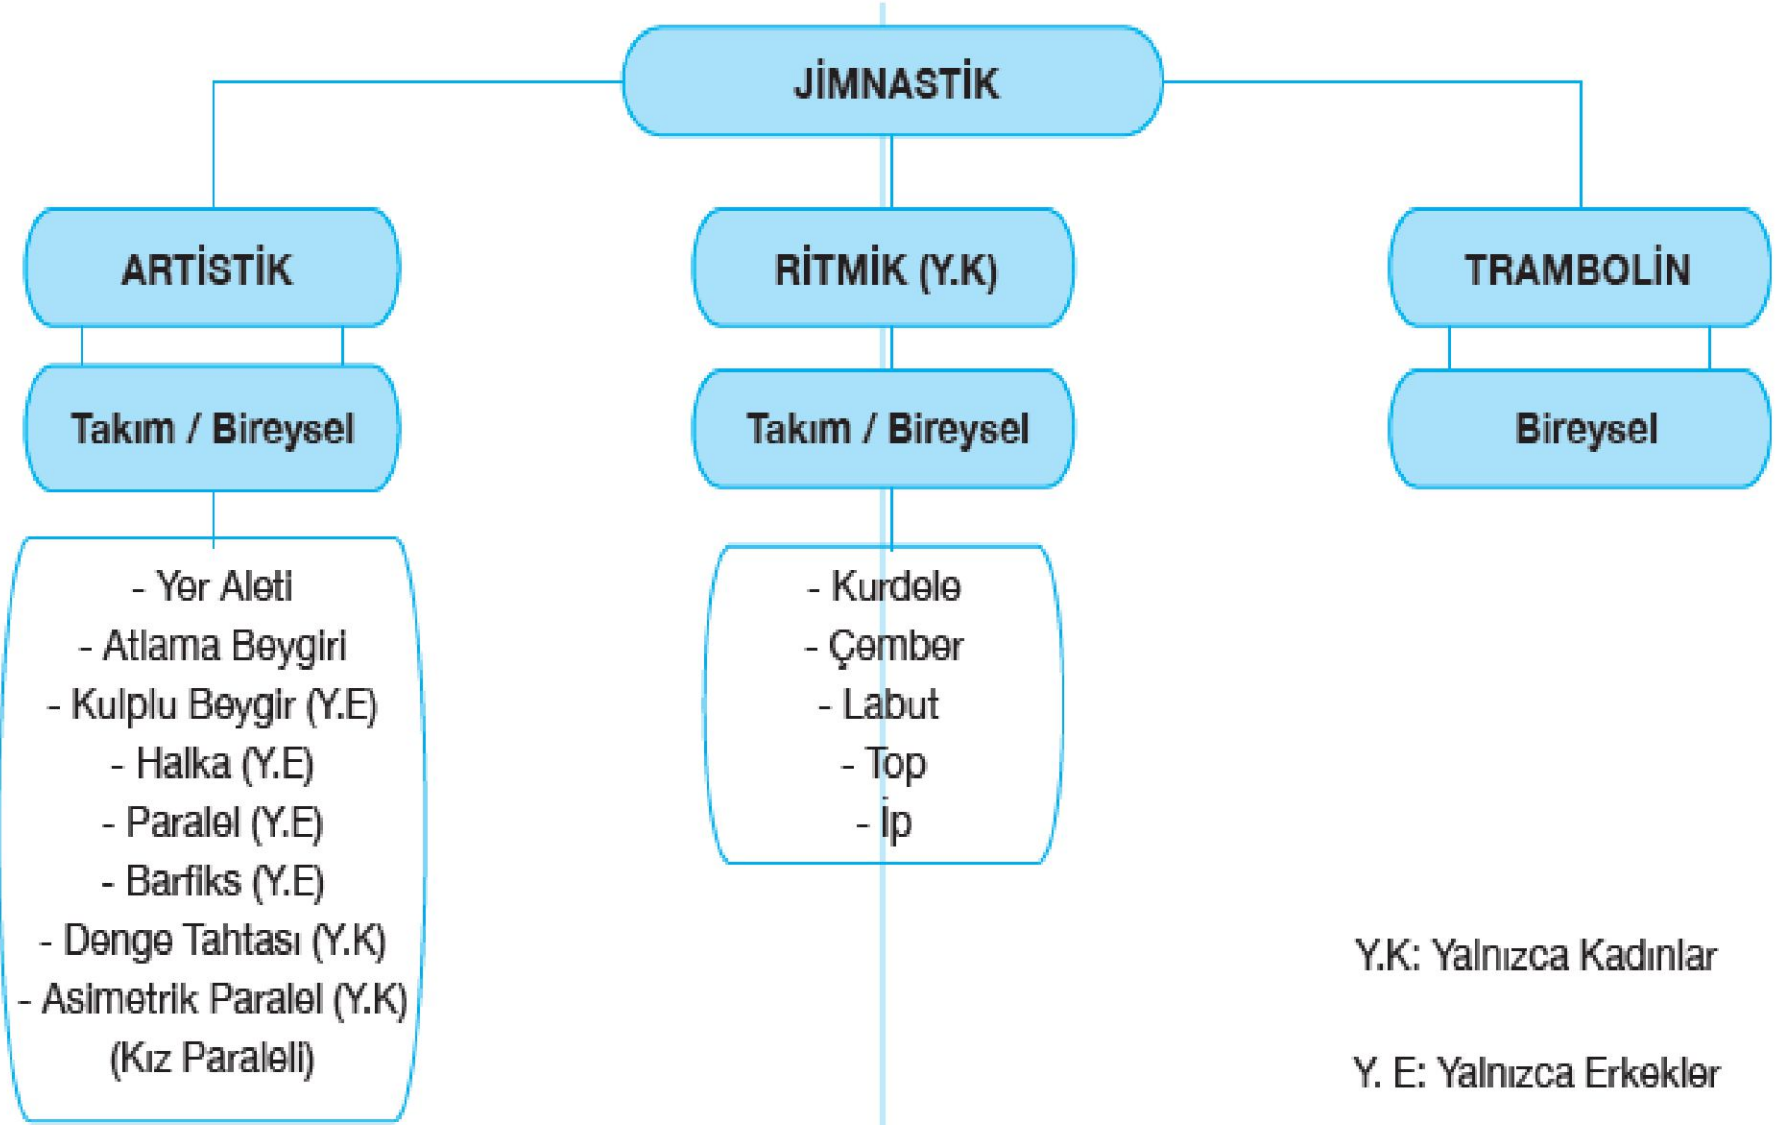 JİMNASTİK
ARTİSTİK
RİTMİK (Y.K)
TRAMBOLİN
Takım / Bireysel
Takım / Bireysel
Bireysel
- Yer Aleti
- Atlama Beygiri
- Kulplu Beygir (Y.E)
- Halka (Y.E)
- Paralel (Y.E)
- Barfiks (Y.E)
- Denge Tahtası (Y.K)
- Asimetrik Paralel (Y.K)
(Kız Paraleli)
- Kurdele
- Çember
- Labut
- Top
- İp
Y.K: Yalnızca Kadınlar
Y. E: Yalnızca Erkekler